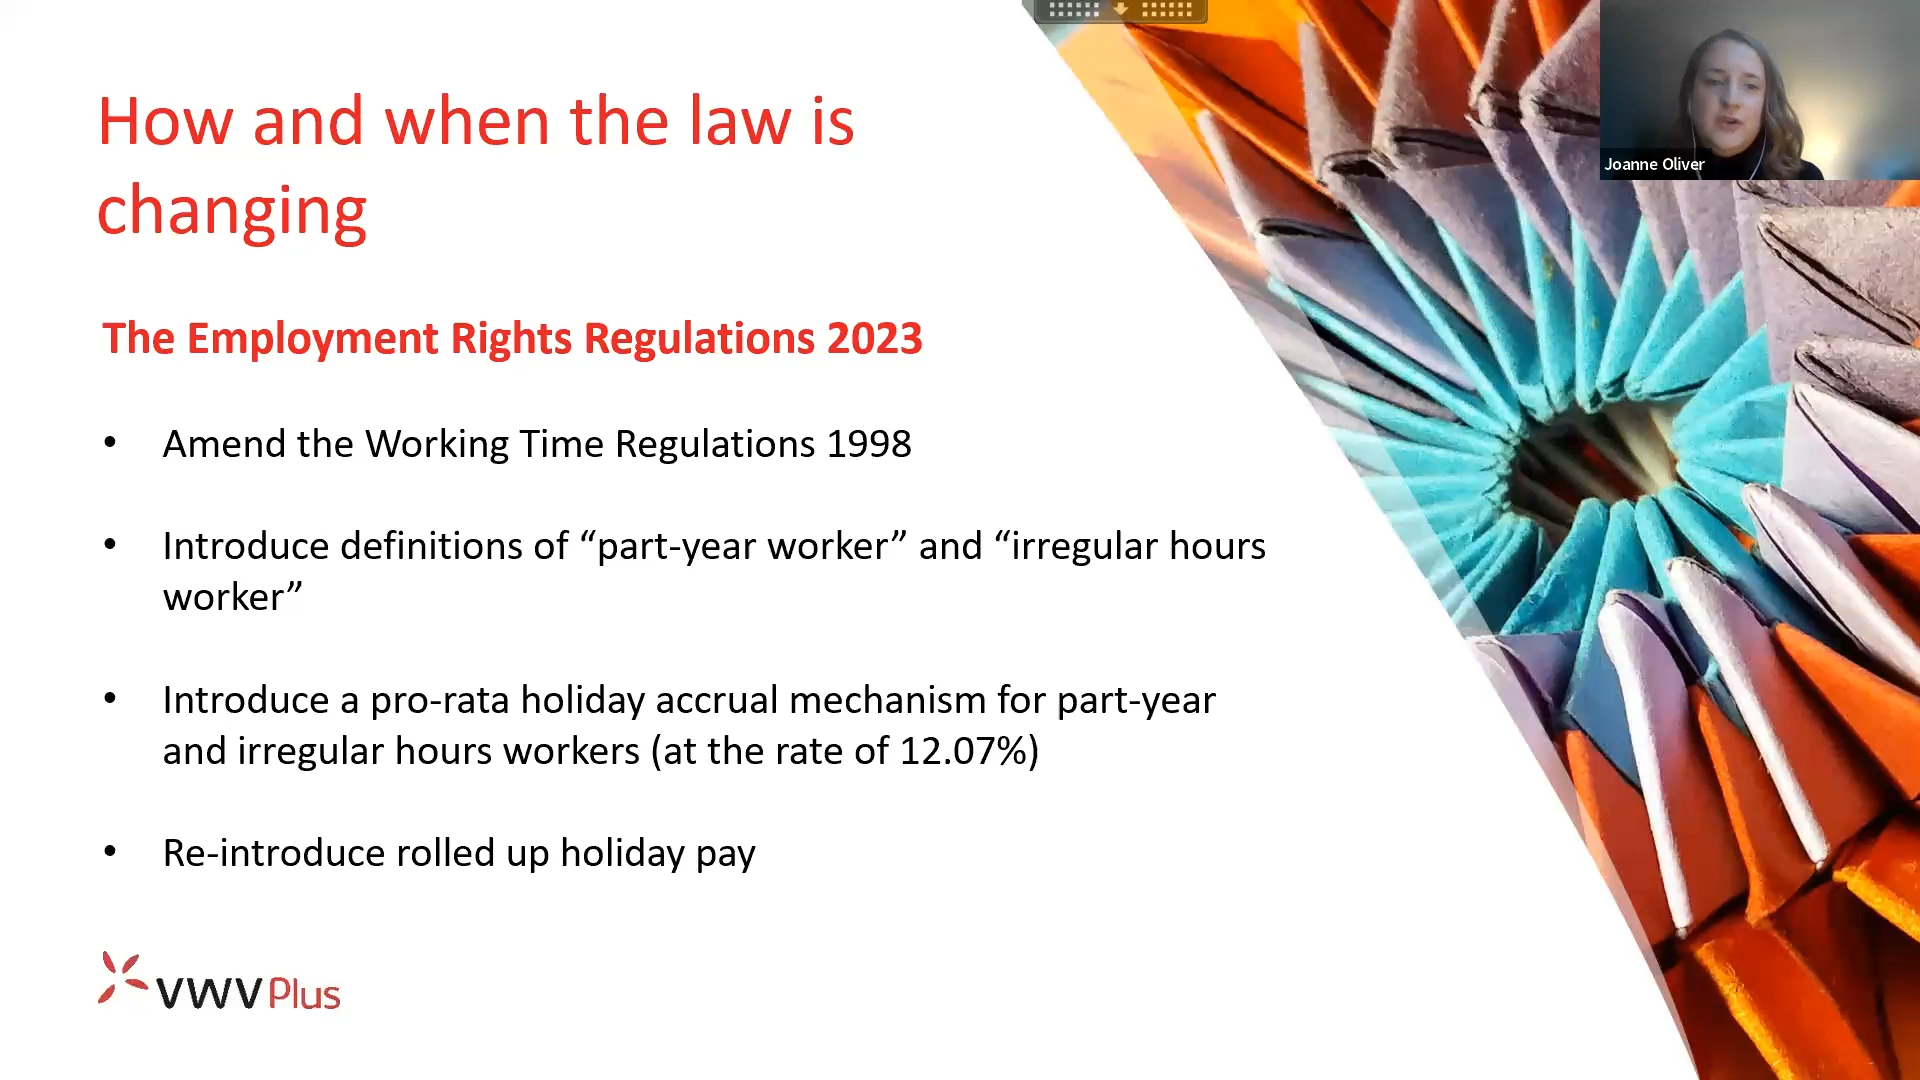 How and when the law is
changing
The Employment Rights Regulations 2023
• Amend the Working Time Regulations 1998
• Introduce definitions of “part-year worker” and “irregular hours
worker”
• Introduce a pro-rata holiday accrual mechanism for part-year
and irregular hours workers (at the rate of 12.07%)
• Re-introduce rolled up holiday pay
VWV Plus
Joanne Oliver